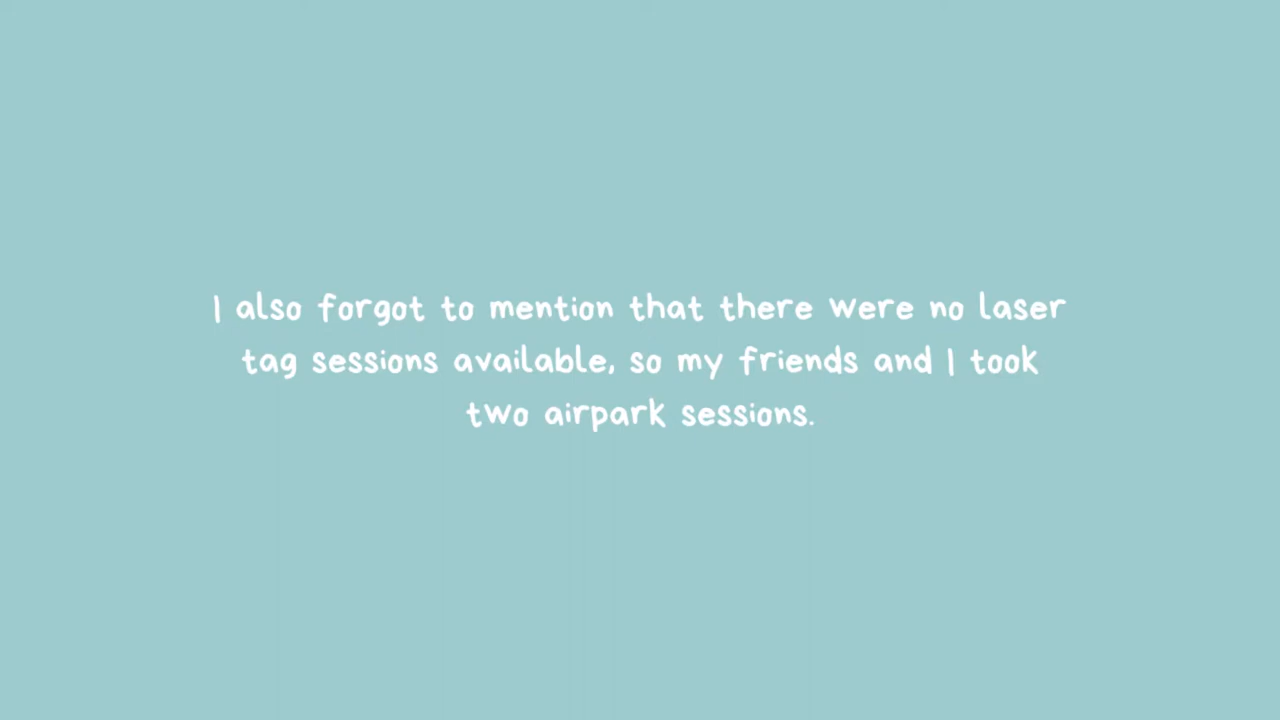 I also forgot to mention that there were no laser
tag sessions available, so my friends and I took
two airpark sessions.